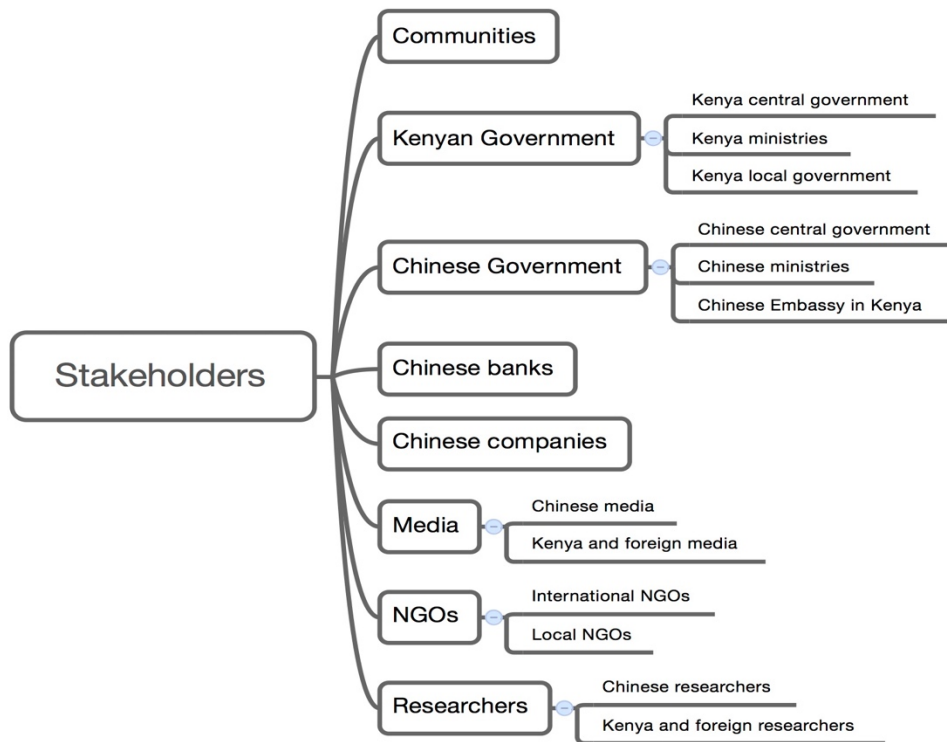 Stakeholders
Communities
Kenyan Government
Kenya central government
Kenya ministries
Kenya local government
Chinese Government
Chinese central government
Chinese ministries
Chinese Embassy in Kenya
Chinese banks
Chinese companies
Media
Chinese media
Kenya and foreign media
NGOs
International NGOs
Local NGOs
Researchers
Chinese researchers
Kenya and foreign researchers